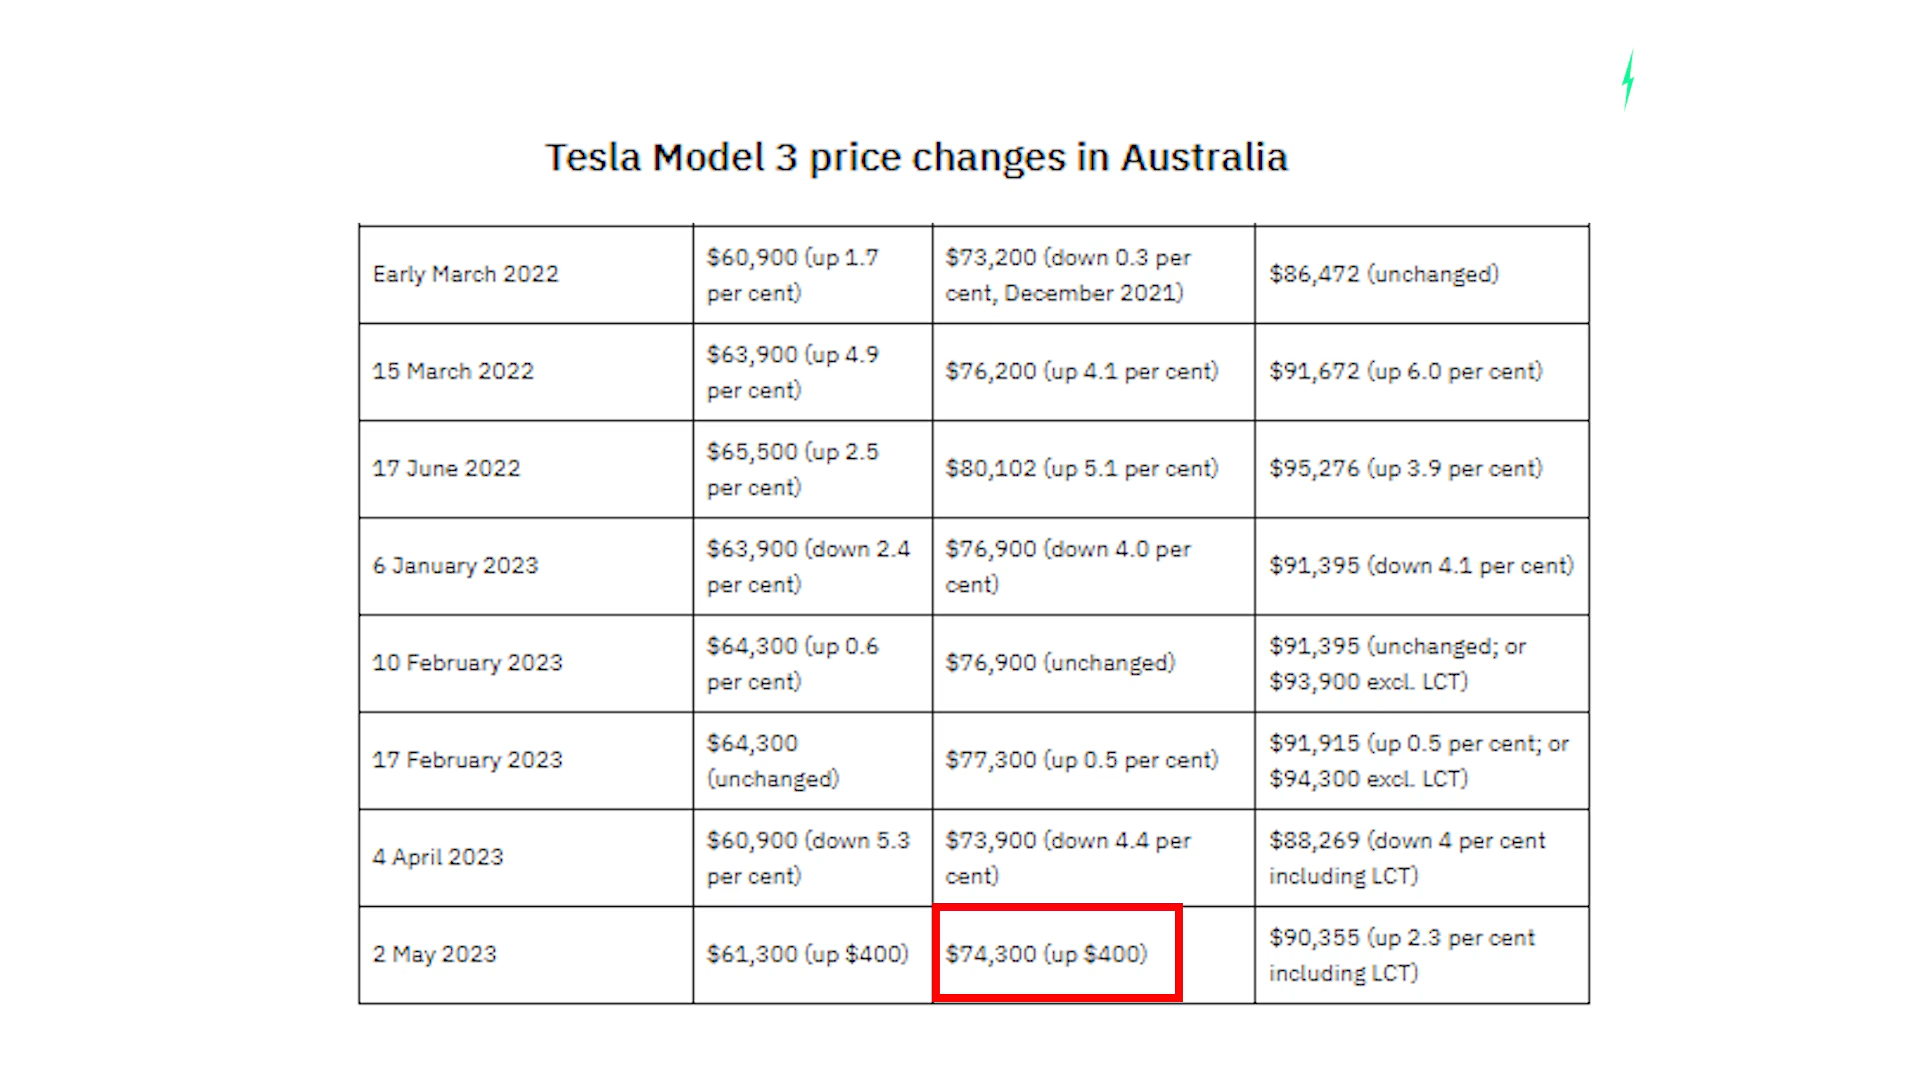 Tesla Model 3 price changes in Australia
Early March 2022
$60,900 (up 1.7
per cent)
$73,200 (down 0.3 per
cent, December 2021)
$86,472 (unchanged)
15 March 2022
$63,900 (up 4.9
per cent)
$76,200 (up 4.1 per cent)
$91,672 (up 6.0 per cent)
17 June 2022
$65,500 (up 2.5
per cent)
$80,102 (up 5.1 per cent)
$95,276 (up 3.9 per cent)
6 January 2023
$63,900 (down 2.4
per cent)
$76,900 (down 4.0 per
cent)
$91,395 (down 4.1 per cent)
10 February 2023
$64,300 (up 0.6
per cent)
$76,900 (unchanged)
$91,395 (unchanged; or
$93,900 excl. LCT)
17 February 2023
$64,300
(unchanged)
$77,300 (up 0.5 per cent)
$91,915 (up 0.5 per cent; or
$94,300 excl. LCT)
4 April 2023
$60,900 (down 5.3
per cent)
$73,900 (down 4.4 per
cent)
$88,269 (down 4 per cent
including LCT)
2 May 2023
$61,300 (up $400)
$74,300 (up $400)
$90,355 (up 2.3 per cent
including LCT)